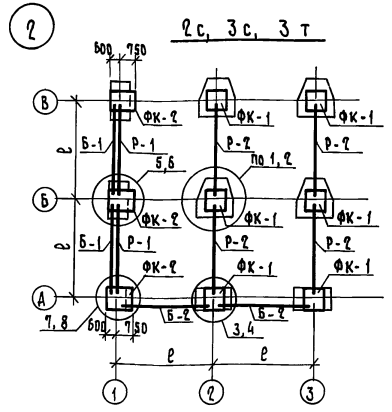 2
2с, 3с, 3т
600
750
В
ФК-2
ФК-1
ФК-1
Б-1
Р-1
Р-2
Р-2
5,6
по 1,2
ℓ
Б
ФК-2
ФК-1
ФК-1
Б-1
Р-1
Р-2
Р-2
ℓ
ФК-2
ФК-1
ФК-1
А
7,8
600
750
Б-2
3,4
Б-2
ℓ
ℓ
1
2
3